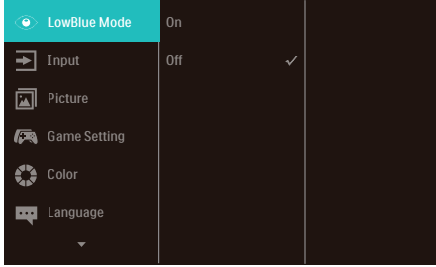 LowBlue Mode
On
Input
Off
Picture
Game Setting
Color
Language